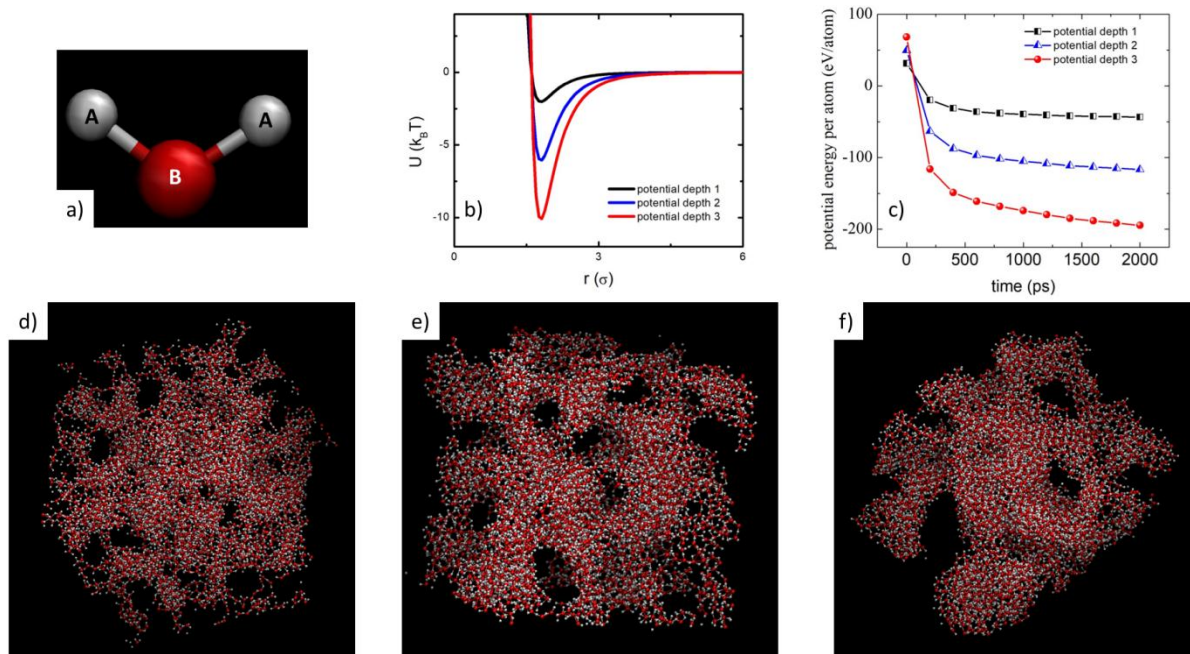 A
A
B
a)
U (k_BT)
0
-5
-10
0
3
6
r (σ)
b)
potential depth 1
potential depth 2
potential depth 3
potential energy per atom (eV/atom)
100
0
-100
-200
0
500
1000
1500
2000
time (ps)
c)
potential depth 1
potential depth 2
potential depth 3
d)
e)
f)